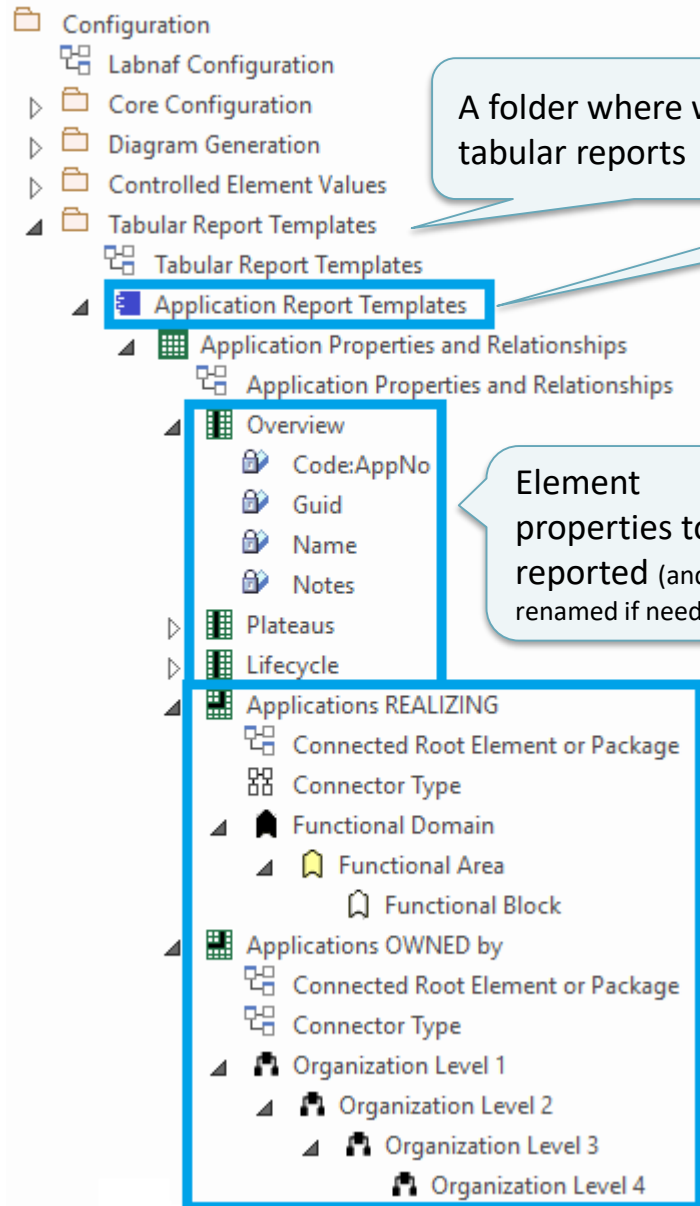 Configuration
Labnaf Configuration
Core Configuration
Diagram Generation
Controlled Element Values
Tabular Report Templates
Tabular Report Templates
Application Report Templates
Application Properties and Relationships
Application Properties and Relationships
Overview
Code:AppNo
Guid
Name
Notes
Plateaus
Lifecycle
Applications REALIZING
Connected Root Element or Package
Connector Type
Functional Domain
Functional Area
Functional Block
Applications OWNED by
Connected Root Element or Package
Connector Type
Organization Level 1
Organization Level 2
Organization Level 3
Organization Level 4
A folder where
tabular reports
Element
properties
reported (and
renamed if